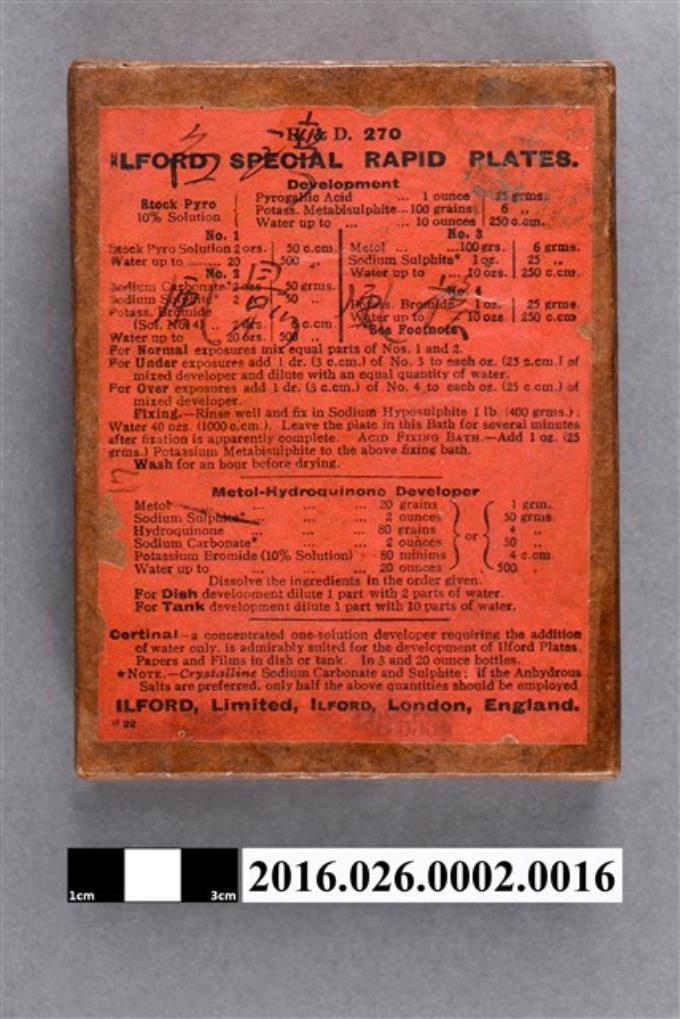 H. & D. 270
ILFORD SPECIAL RAPID PLATES.
Development
Stock Pyro
10% Solution
Pyrogallic Acid ... 1 ounce 25 grms.
Potass. Metabisulphite...100 grains 6 „
Water up to ... ... 10 ounces 250 c.cm.
No. 1
Stock Pyro Solution 2 ozs. 50 c.cm.
Water up to ...... 20 500 „
No. 2
Sodium Carbonate* 2 ozs. 50 grms.
Sodium Sulphite* 2 „ 50 „
Potass. Bromide
(Sol. No. 4) .. 
Water up to 20 ozs. 500 „
No. 3
Metol ... ...100 grs. 6 grms.
Sodium Sulphite* 1 oz. 25 „
Water up to ... 10 ozs. 250 c.cm.
No. 4
Potass. Bromide 1 oz. 25 grms.
Water up to 10 ozs 250 c.cm
*See Footnote
For Normal exposures mix equal parts of Nos. 1 and 2.
For Under exposures add 1 dr. (3 c.cm.) of No. 3 to each oz. (25 c.cm.) of
mixed developer and dilute with an equal quantity of water.
For Over exposures add 1 dr. (3 c.cm.) of No. 4 to each oz. (25 c.cm.) of
mixed developer.
Fixing.—Rinse well and fix in Sodium Hyposulphite 1 lb. (400 grms.);
Water 40 ozs. (1000 c.cm.). Leave the plate in this Bath for several minutes
after fixation is apparently complete. ACID FIXING BATH.—Add 1 oz. (25
grms.) Potassium Metabisulphite to the above fixing bath.
Wash for an hour before drying.
Metol-Hydroquinone Developer
Metol ... ... ... 20 grains 1 grm.
Sodium Sulphite* ... ... ... 2 ounces 50 grms.
Hydroquinone ... ... ... 80 grains 4 „
Sodium Carbonate* ... ... 2 ounces or 50 „
Potassium Bromide (10% Solution) 80 minims 4 c.cm.
Water up to ... ... ... 20 ounces 500 „
Dissolve the ingredients in the order given.
For Dish development dilute 1 part with 2 parts of water.
For Tank development dilute 1 part with 10 parts of water.
Certinal—a concentrated one-solution developer requiring the addition
of water only, is admirably suited for the development of Ilford Plates,
Papers and Films in dish or tank. In 3 and 20 ounce bottles.
*NOTE.—Crystalline Sodium Carbonate and Sulphite; if the Anhydrous
Salts are preferred, only half the above quantities should be employed
ILFORD, Limited, ILFORD, London, England.
22
1cm 3cm
2016.026.0002.0016